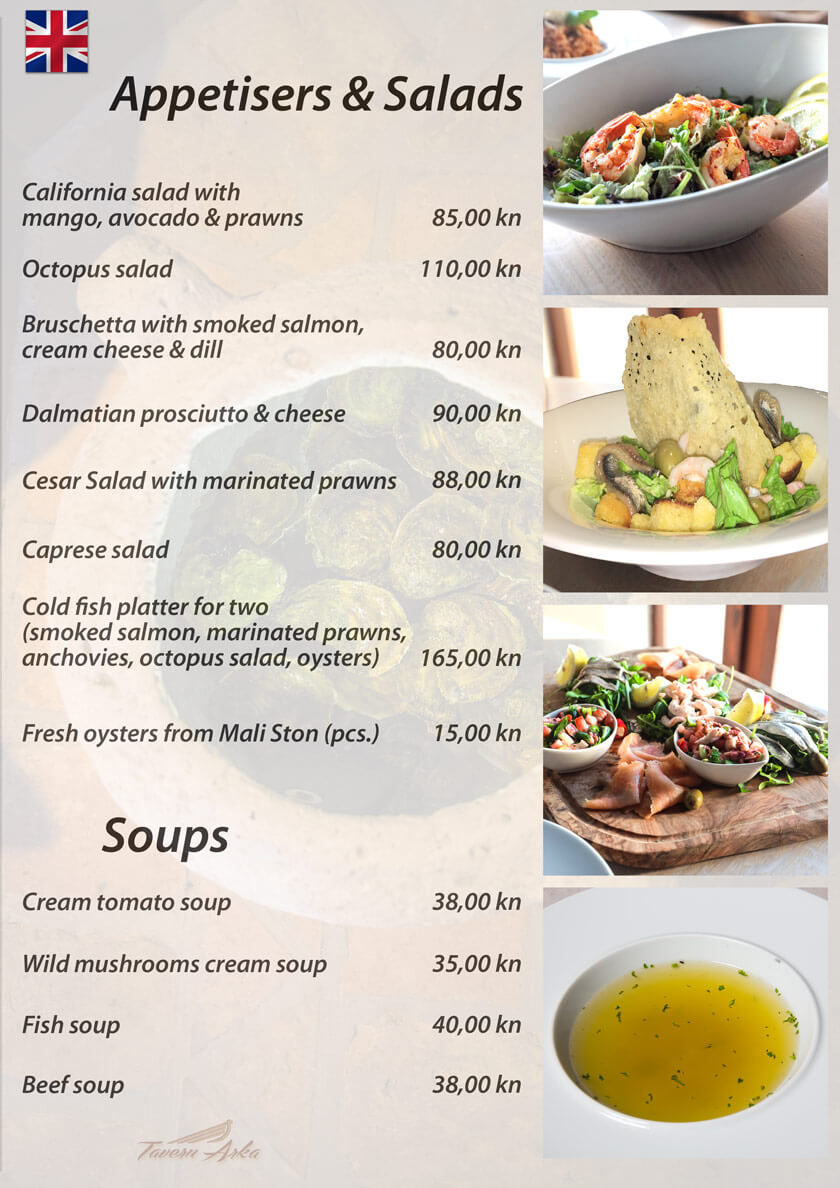 Appetisers & Salads
California salad with
mango, avocado & prawns 85,00 kn
Octopus salad 110,00 kn
Bruschetta with smoked salmon,
cream cheese & dill 80,00 kn
Dalmatian prosciutto & cheese 90,00 kn
Cesar Salad with marinated prawns 88,00 kn
Caprese salad 80,00 kn
Cold fish platter for two
(smoked salmon, marinated prawns,
anchovies, octopus salad, oysters) 165,00 kn
Fresh oysters from Mali Ston (pcs.) 15,00 kn
Soups
Cream tomato soup 38,00 kn
Wild mushrooms cream soup 35,00 kn
Fish soup 40,00 kn
Beef soup 38,00 kn
Tavern Arka